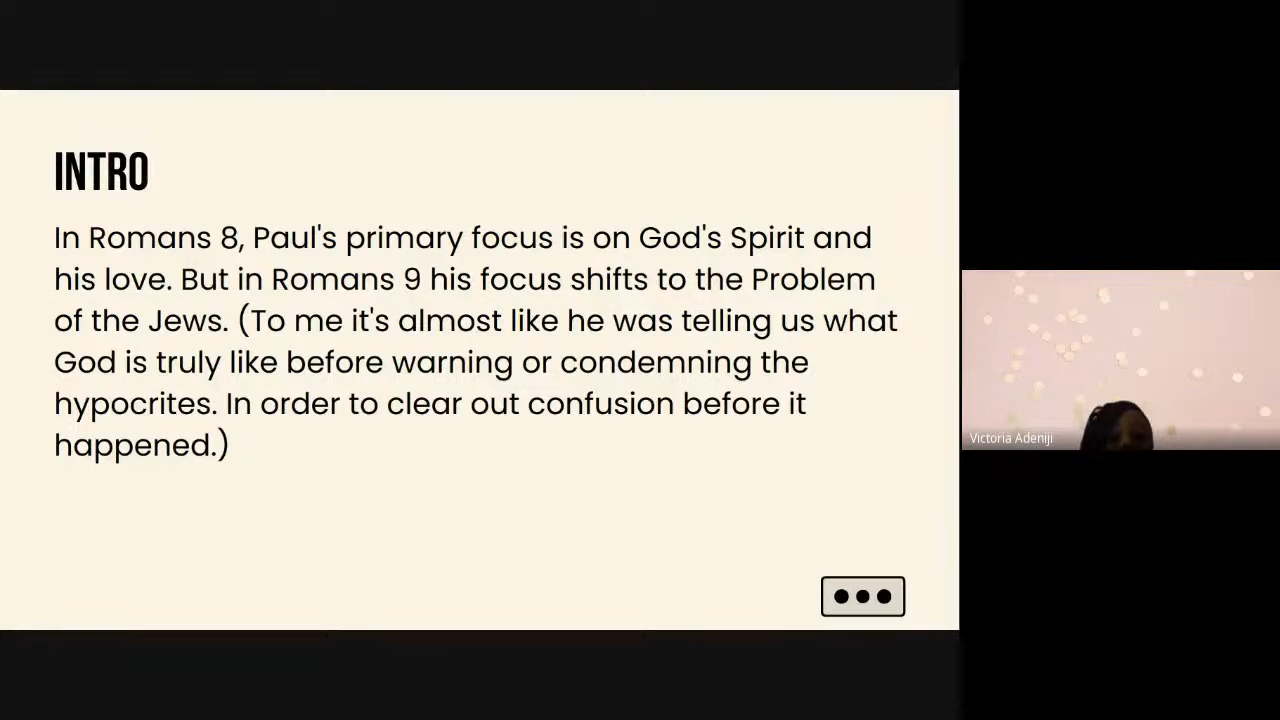 INTRO
In Romans 8, Paul's primary focus is on God's Spirit and
his love. But in Romans 9 his focus shifts to the Problem
of the Jews. (To me it's almost like he was telling us what
God is truly like before warning or condemning the
hypocrites. In order to clear out confusion before it
happened.)
Victoria Adeniji